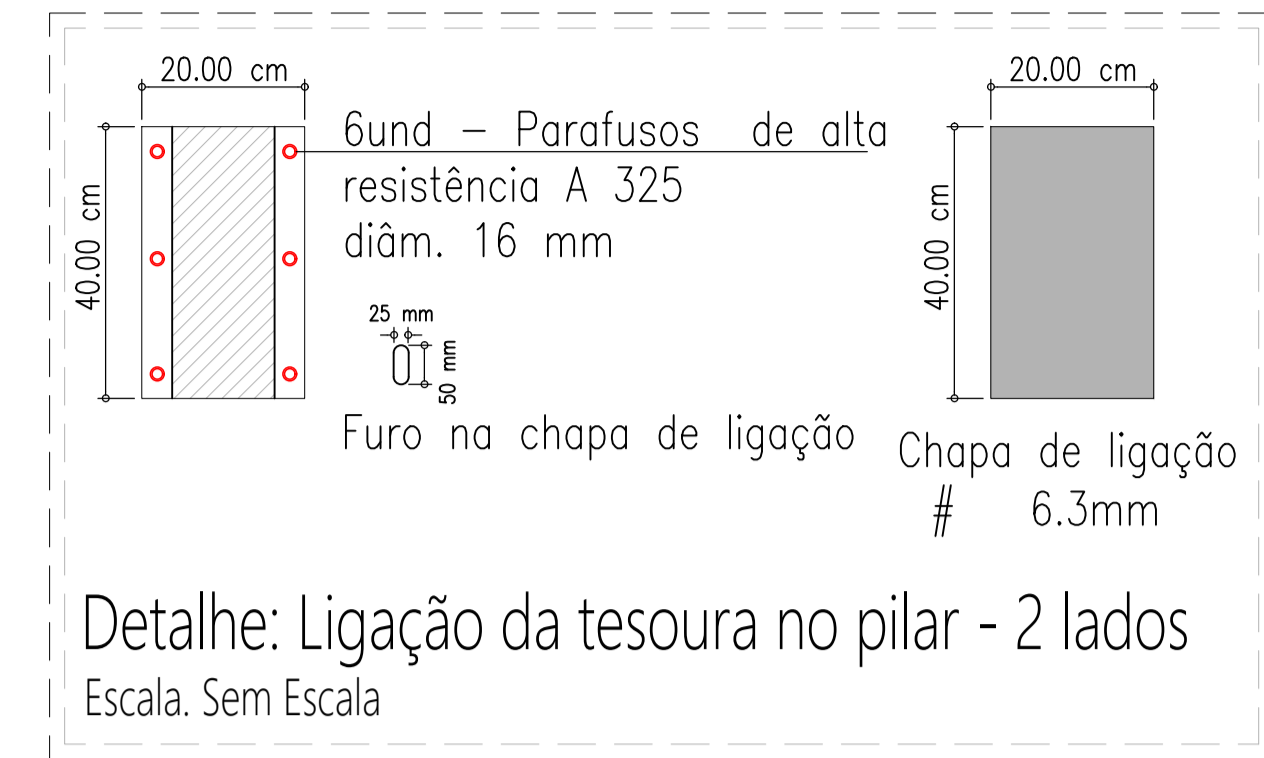 20.00 cm
40.00 cm
6und – Parafusos de alta
resistência A 325
diâm. 16 mm
25 mm
50 mm
Furo na chapa de ligação
20.00 cm
40.00 cm
Chapa de ligação
# 6.3mm
Detalhe: Ligação da tesoura no pilar - 2 lados
Escala. Sem Escala